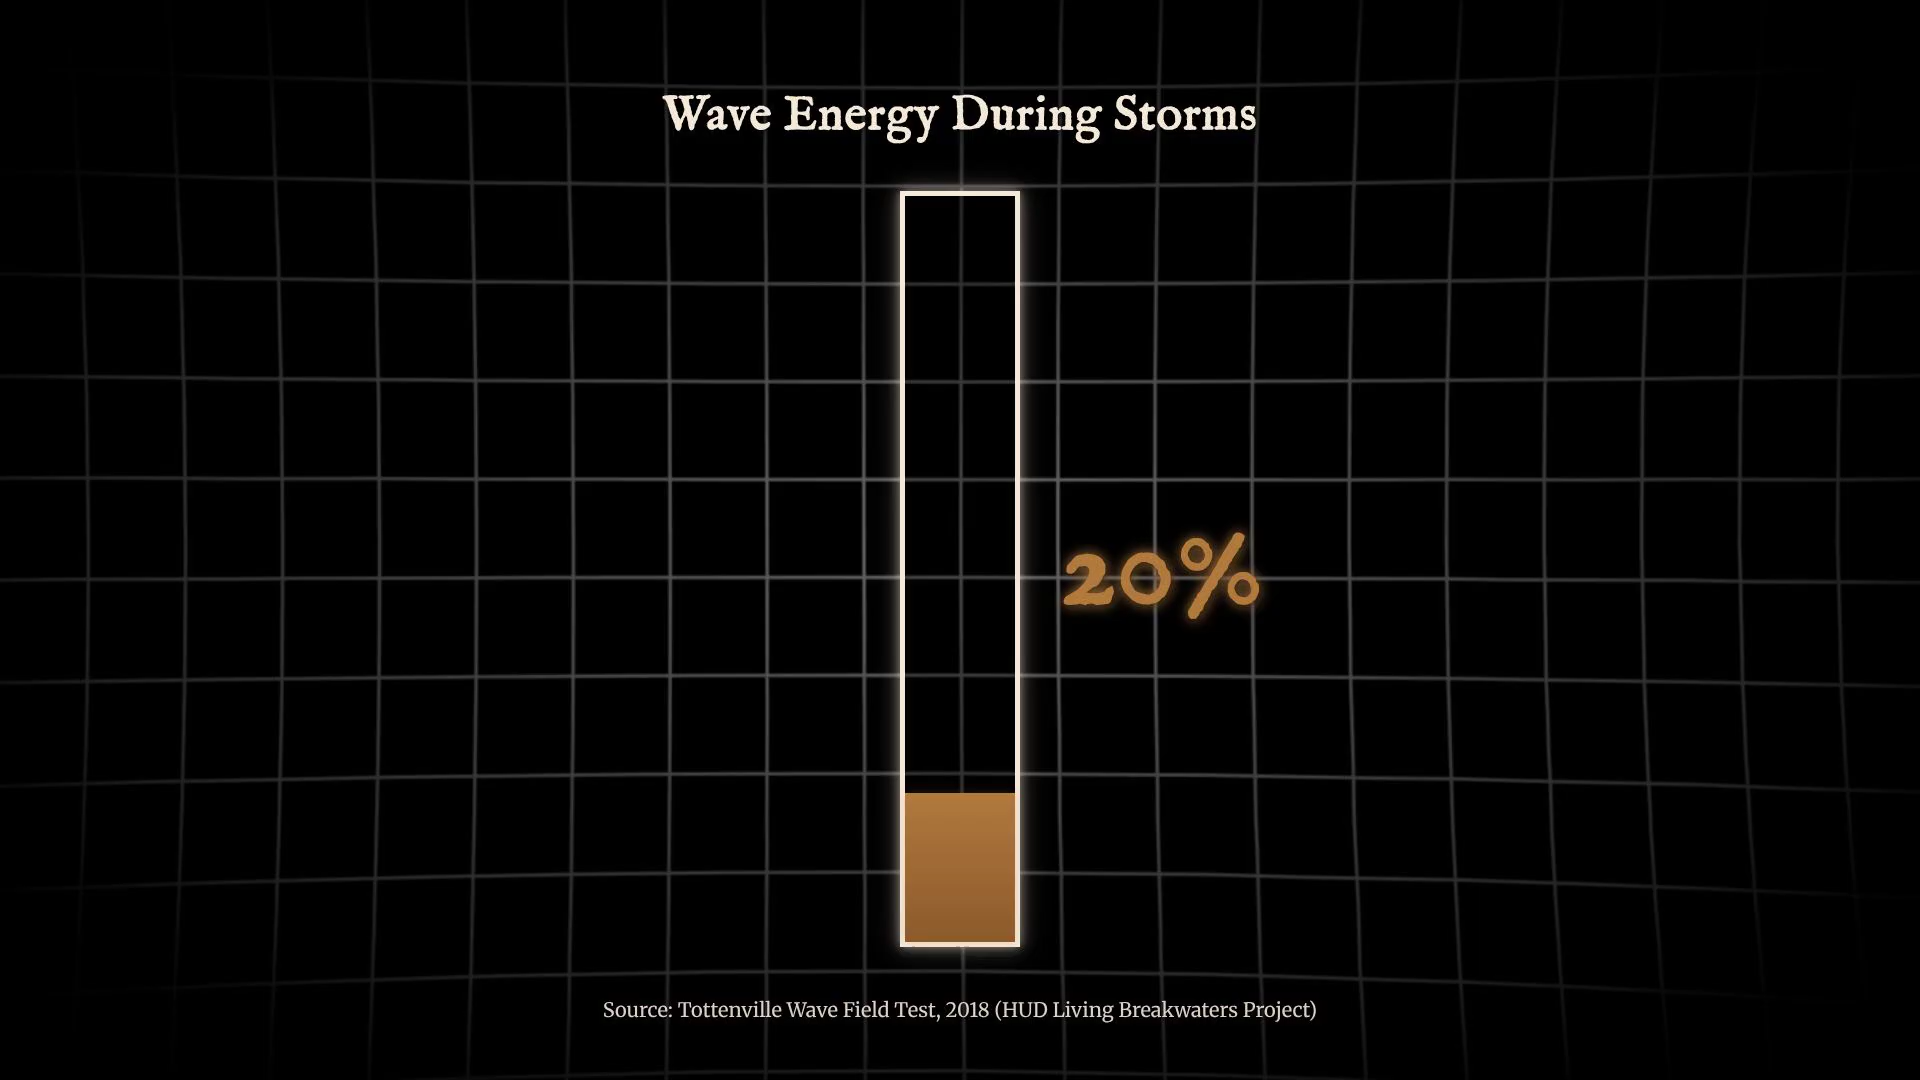 Wave Energy During Storms
20%
Source: Tottenville Wave Field Test, 2018 (HUD Living Breakwaters Project)